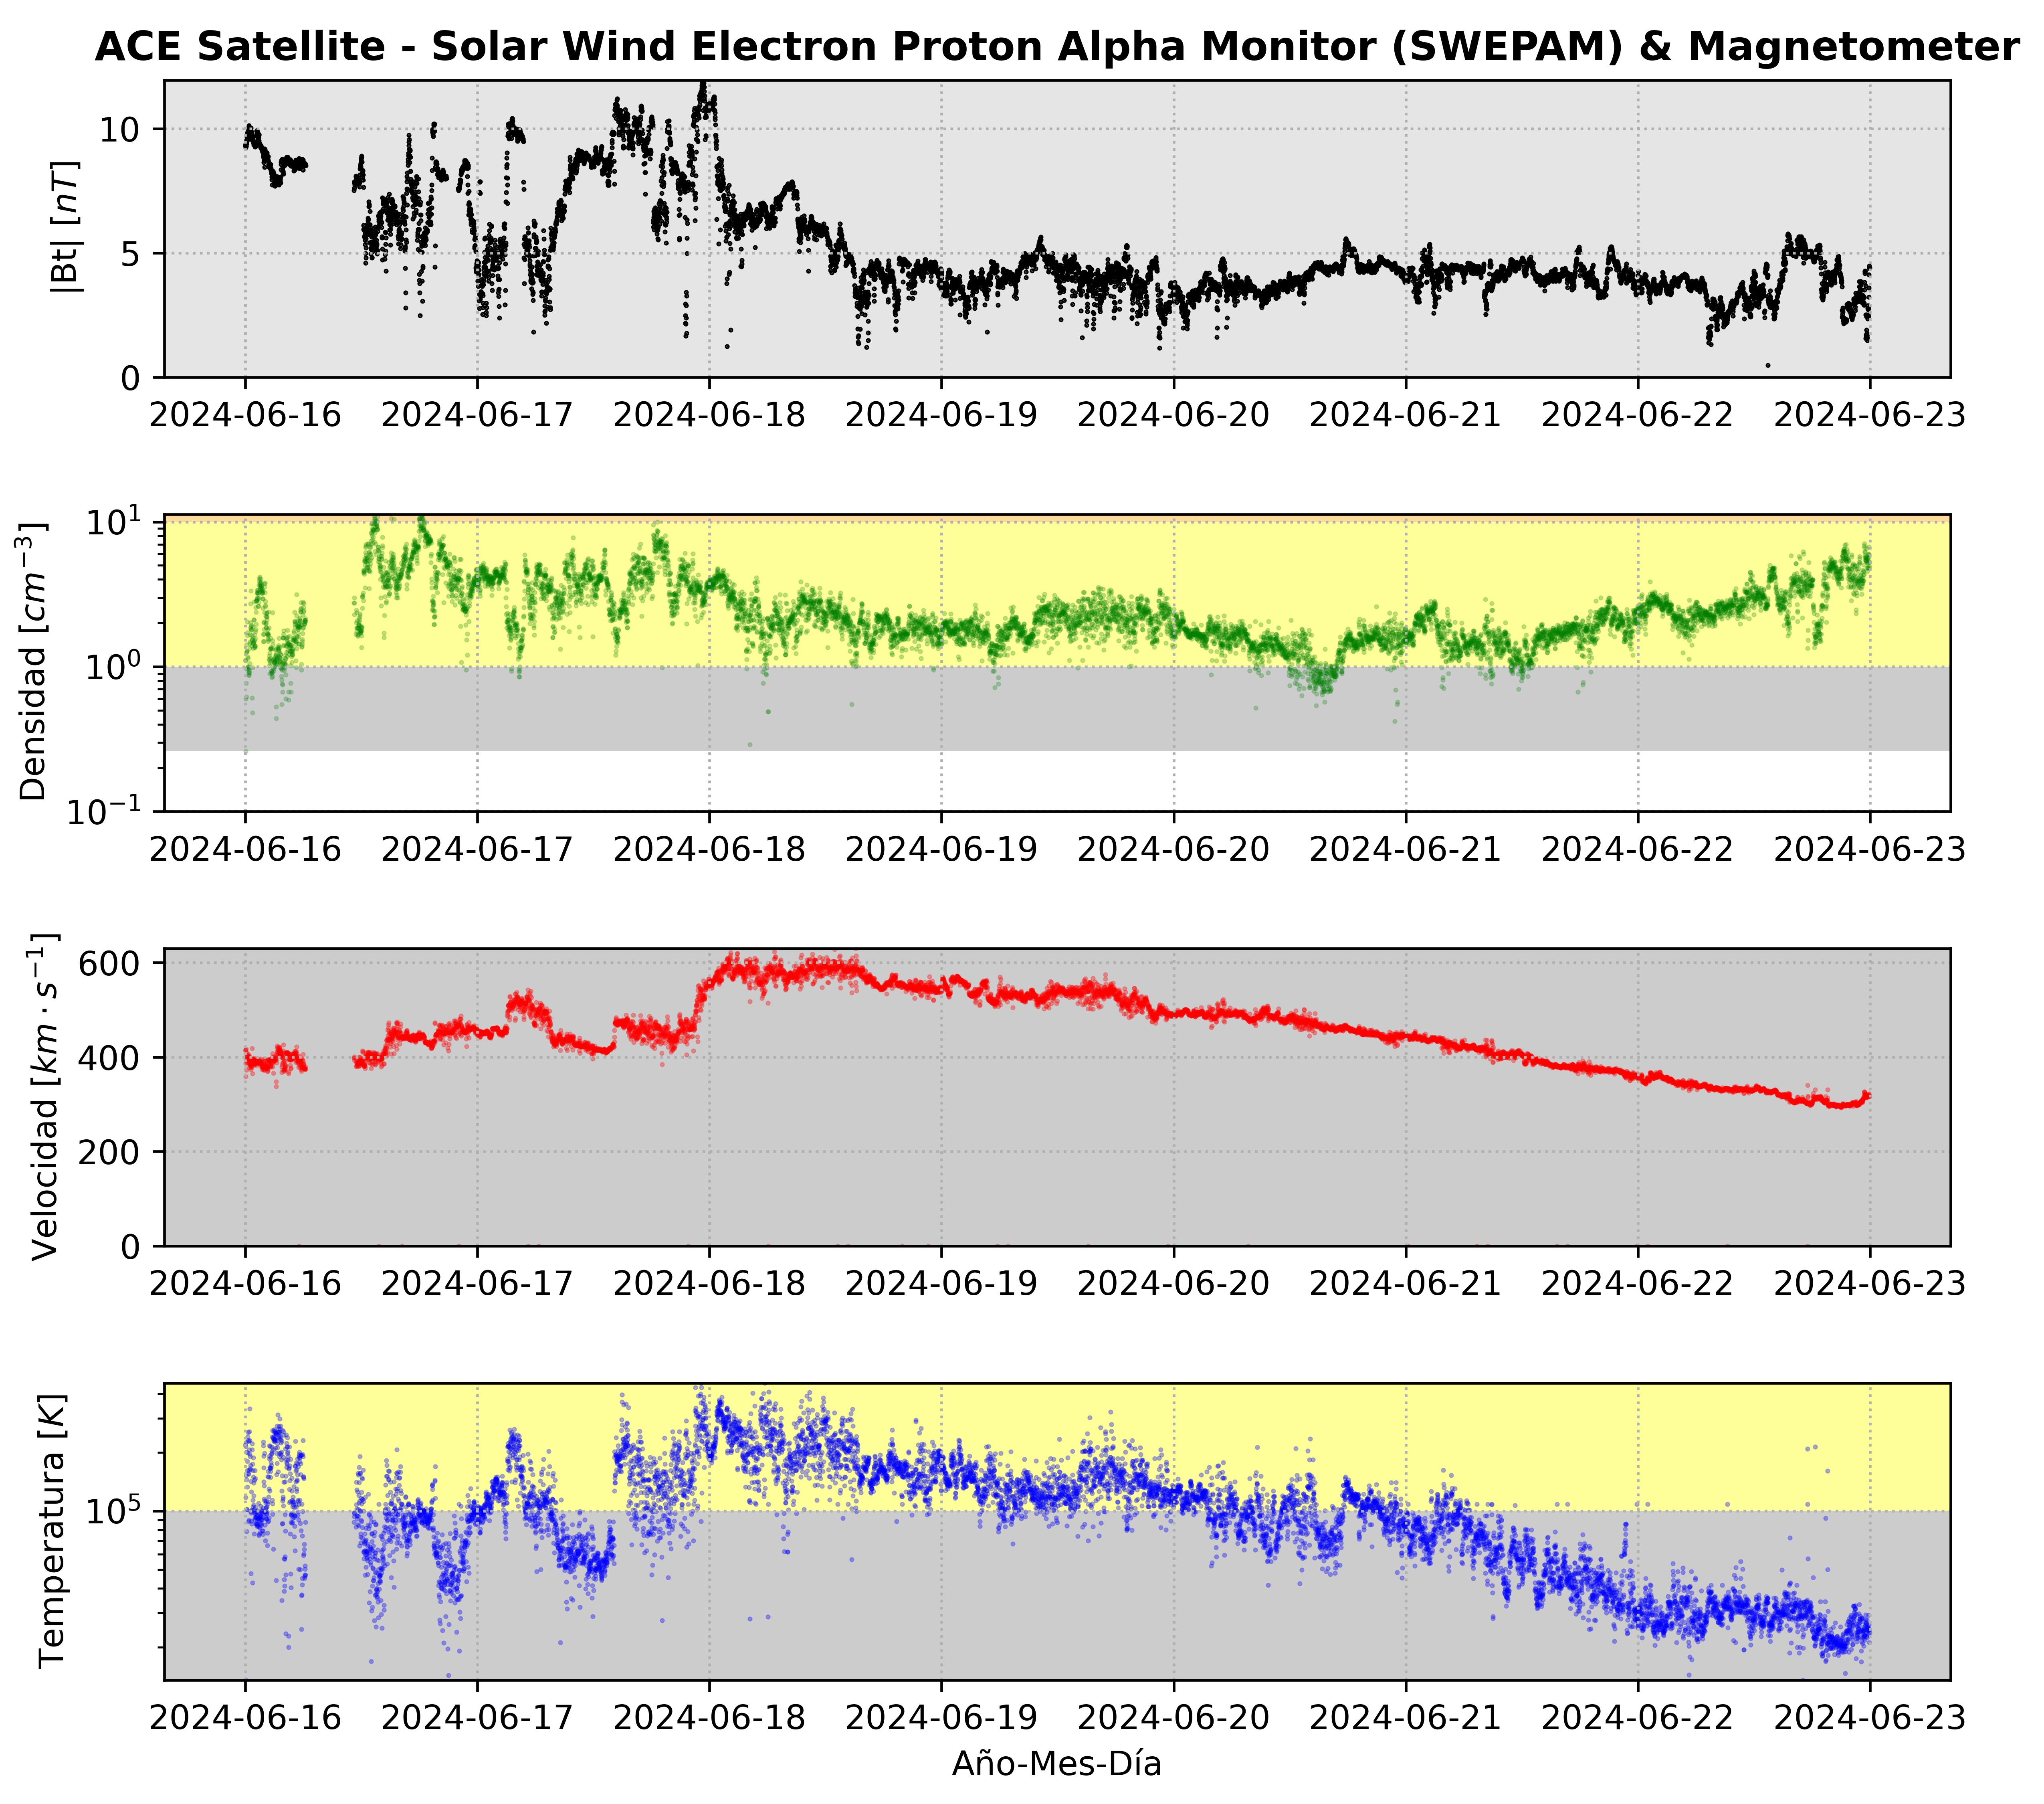 ACE Satellite - Solar Wind Electron Proton Alpha Monitor (SWEPAM) & Magnetometer
|Bt| [nT]
10
5
0
2024-06-16 2024-06-17 2024-06-18 2024-06-19 2024-06-20 2024-06-21 2024-06-22 2024-06-23
Densidad [cm⁻³]
10¹
10⁰
10⁻¹
2024-06-16 2024-06-17 2024-06-18 2024-06-19 2024-06-20 2024-06-21 2024-06-22 2024-06-23
Velocidad [km · s⁻¹]
600
400
200
0
2024-06-16 2024-06-17 2024-06-18 2024-06-19 2024-06-20 2024-06-21 2024-06-22 2024-06-23
Temperatura [K]
10⁵
2024-06-16 2024-06-17 2024-06-18 2024-06-19 2024-06-20 2024-06-21 2024-06-22 2024-06-23
Año-Mes-Día